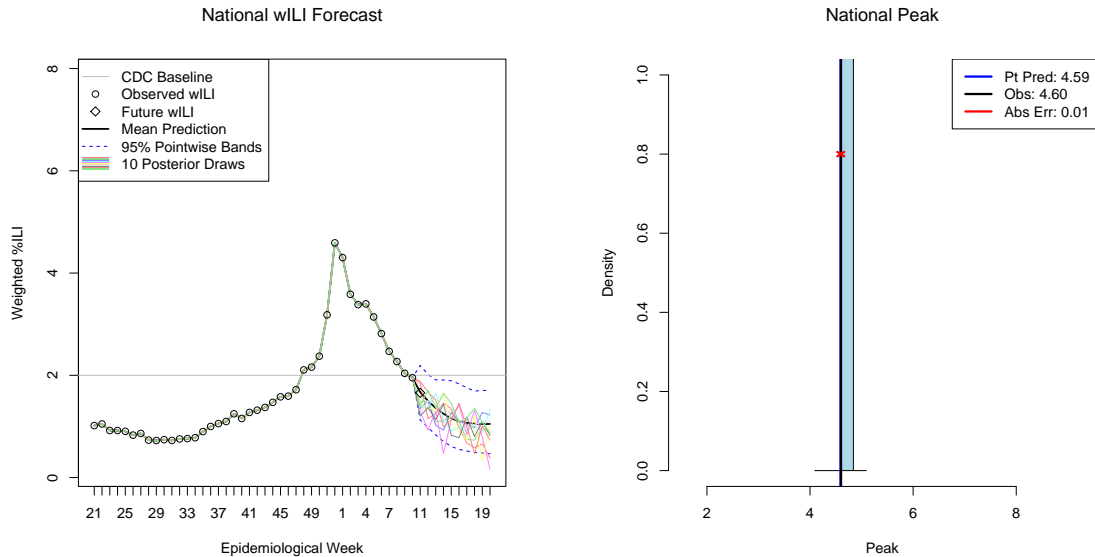 National wILI Forecast
CDC Baseline
Observed wILI
Future wILI
Mean Prediction
95% Pointwise Bands
10 Posterior Draws
Weighted %ILI
0
2
4
6
8
21 25 29 33 37 41 45 49 1 4 7 11 15 19
Epidemiological Week
National Peak
Pt Pred: 4.59
Obs: 4.60
Abs Err: 0.01
Density
0.0
0.2
0.4
0.6
0.8
1.0
2 4 6 8
Peak